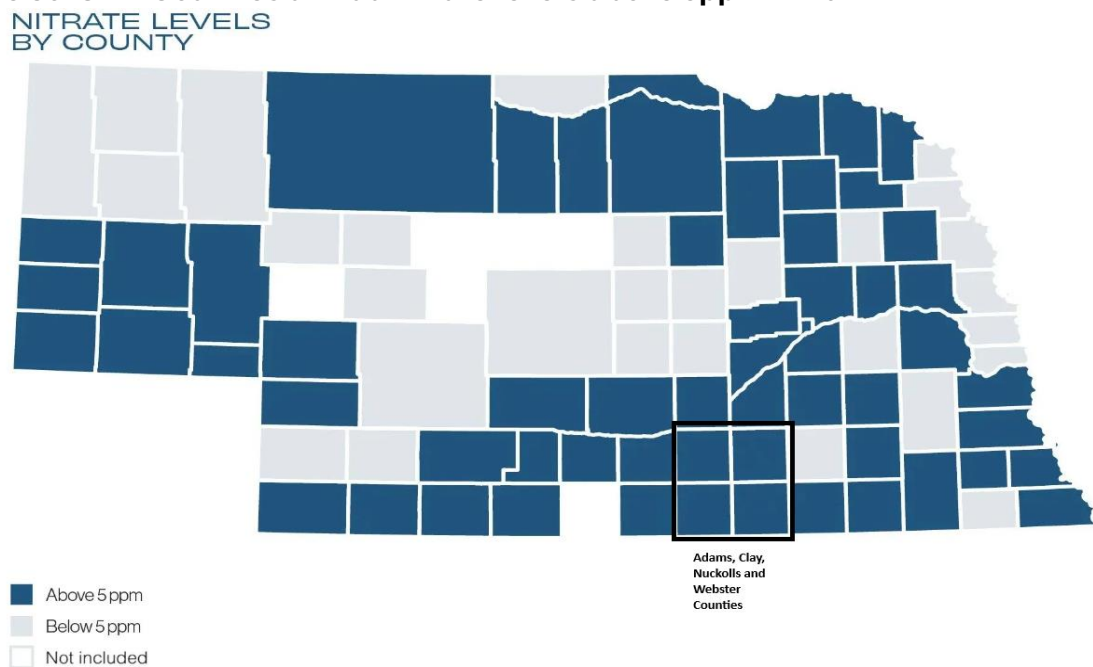 NITRATE LEVELS
BY COUNTY
Adams, Clay,
Nuckolls and
Webster
Counties
Above 5 ppm
Below 5 ppm
Not included